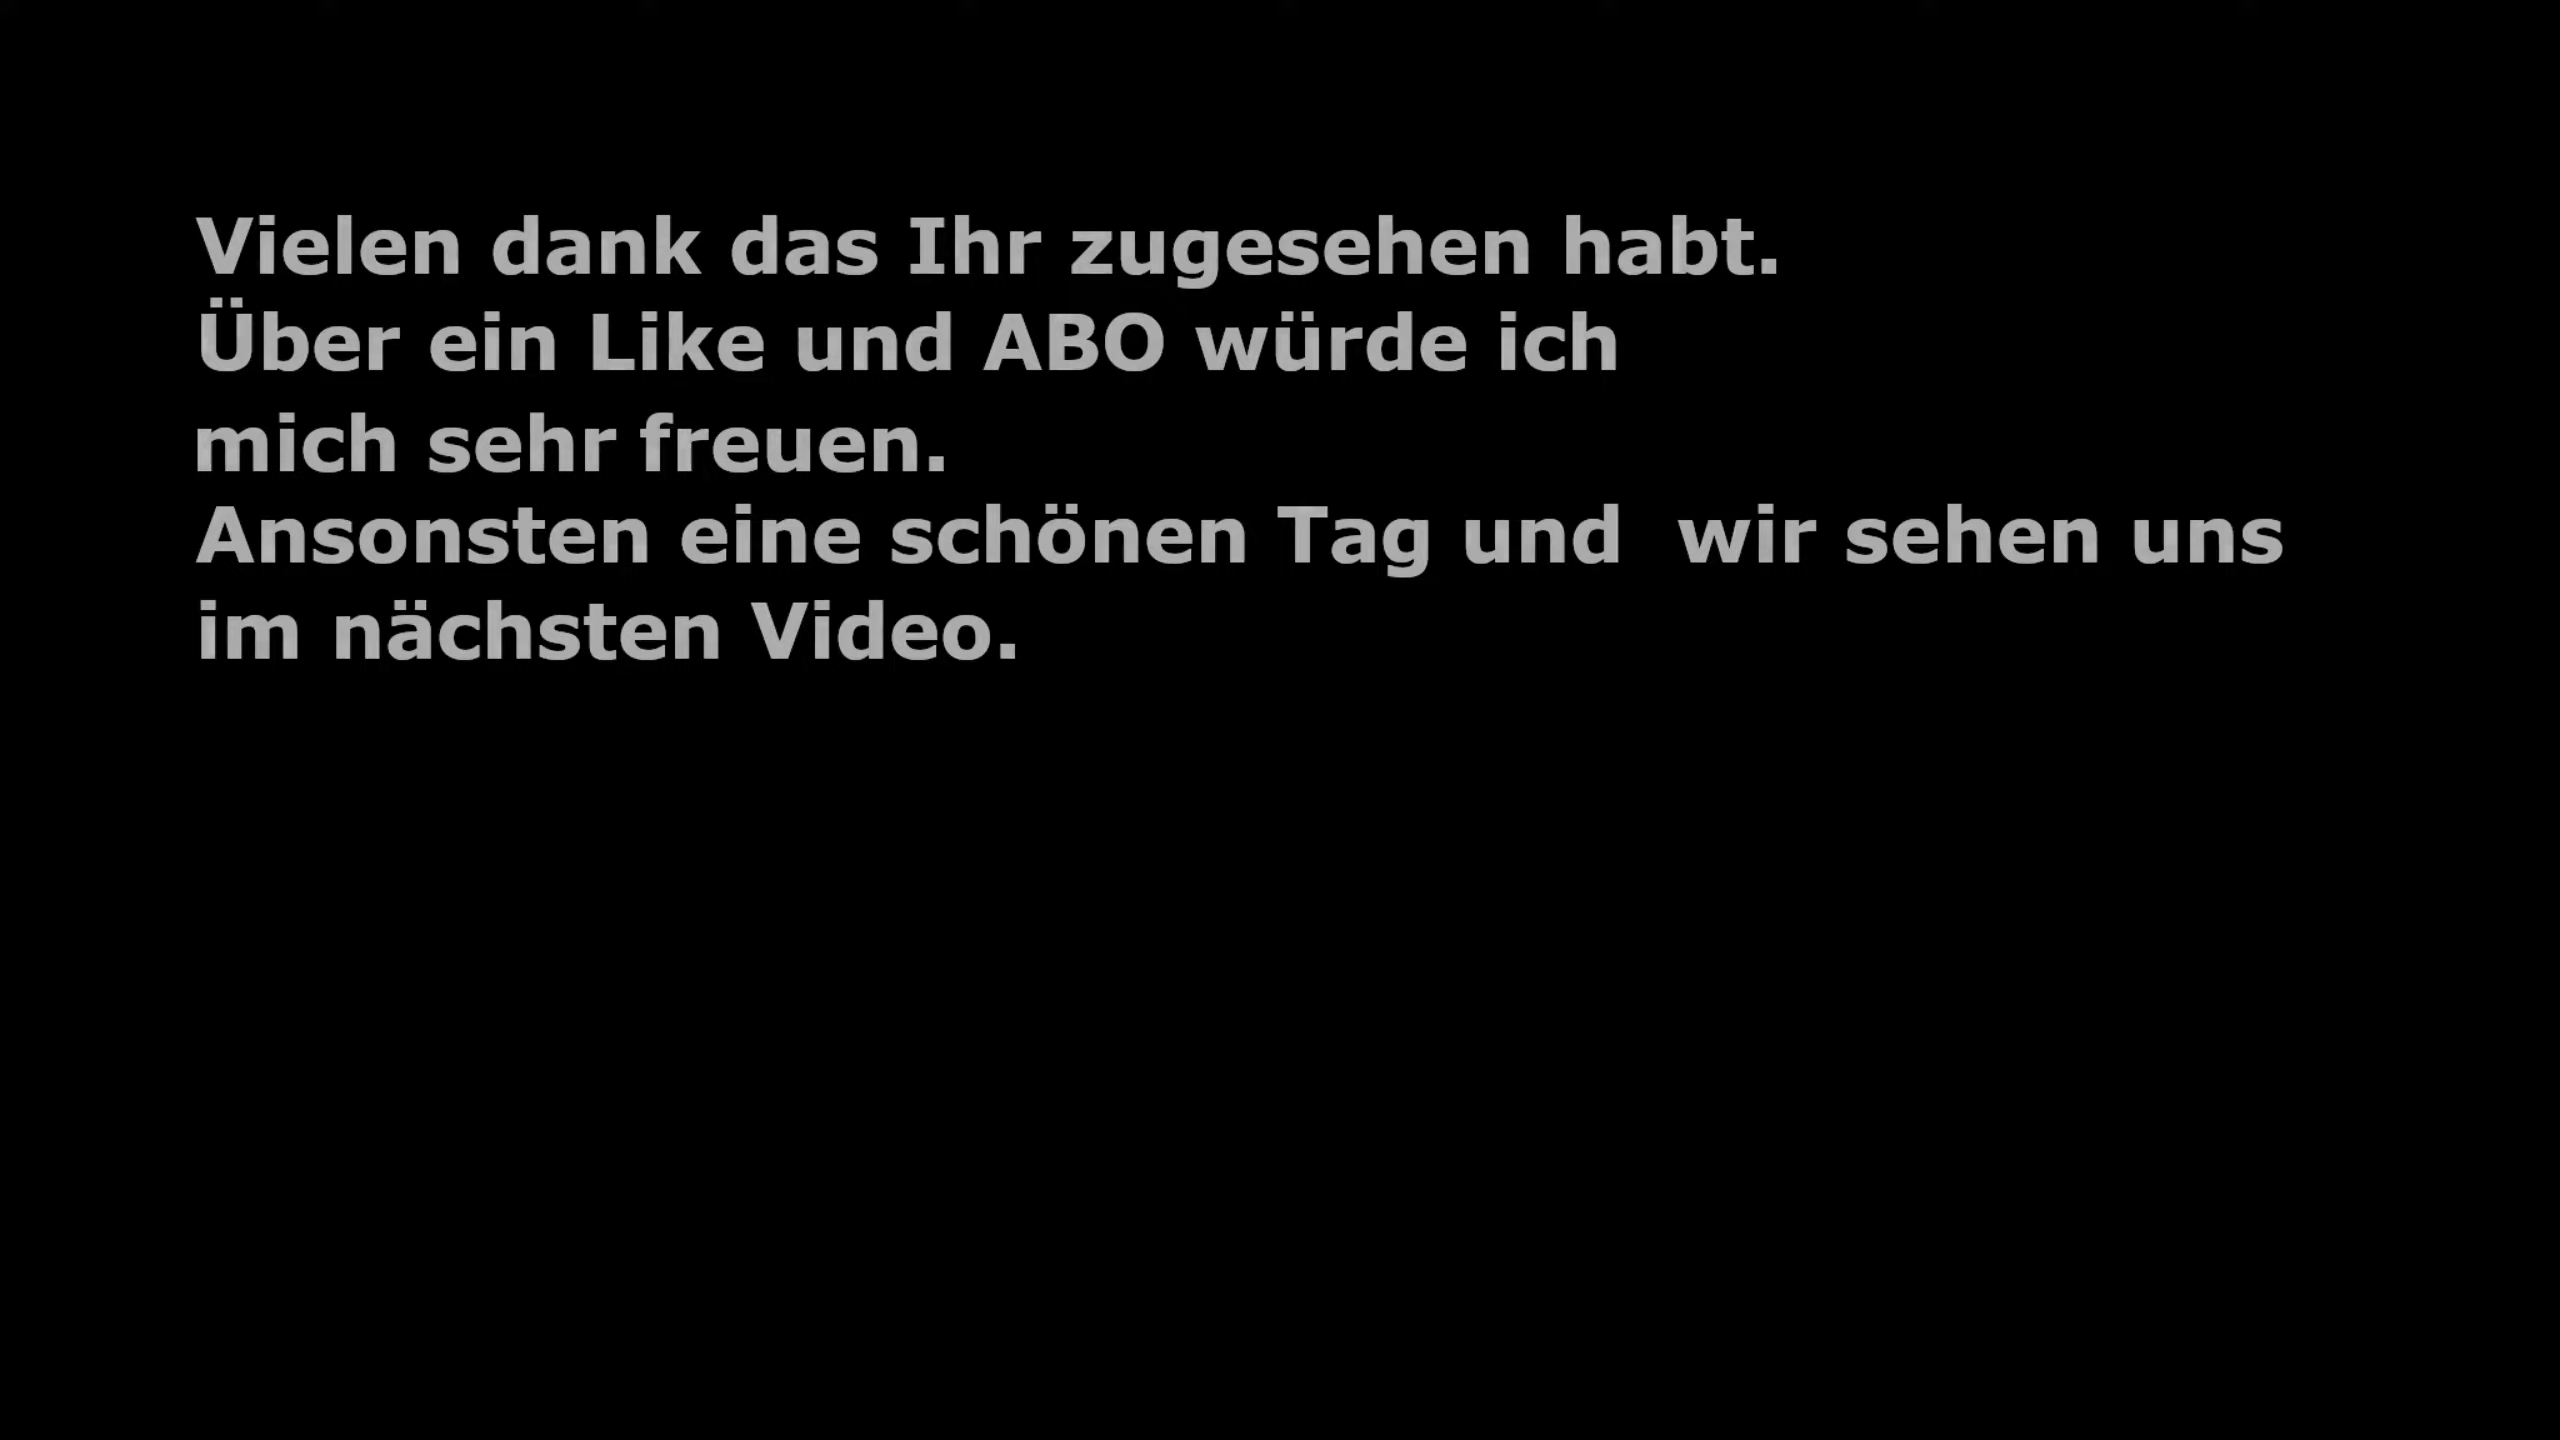 Vielen dank das Ihr zugesehen habt.
Über ein Like und ABO würde ich
mich sehr freuen.
Ansonsten eine schönen Tag und  wir sehen uns
im nächsten Video.